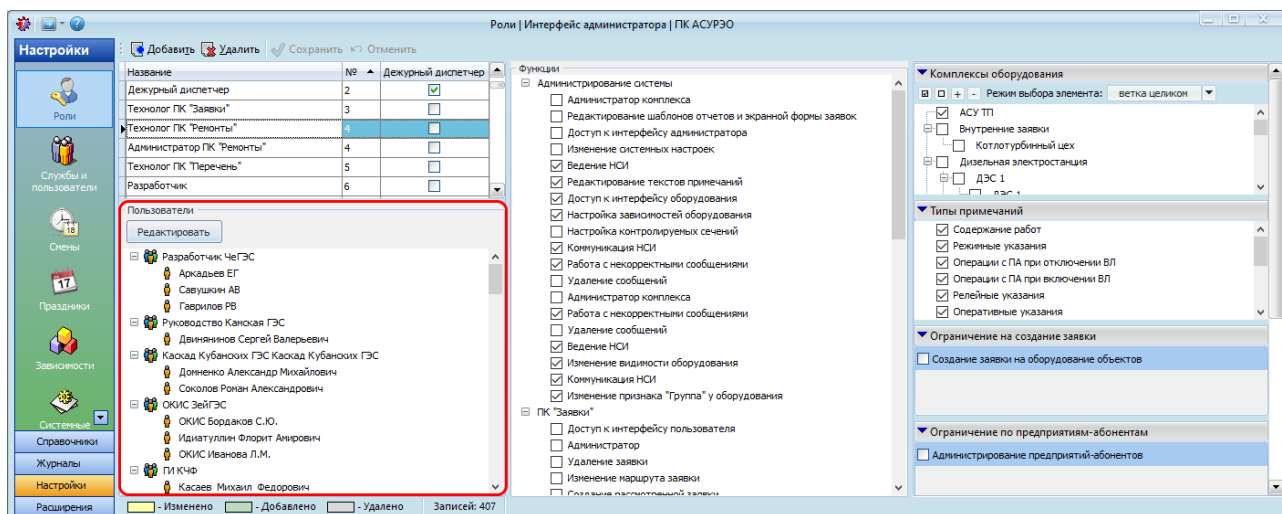 Роли | Интерфейс администратора | ПК АСУРЭО
Настройки
Добавить Удалить Сохранить Отменить
Роли
Службы и
пользователи
Смены
Праздники
Зависимости
Системные
Справочники
Журналы
Настройки
Расширения
Название № Дежурный диспетчер
Дежурный диспетчер 2
Технолог ПК "Заявки" 3
Технолог ПК "Ремонты" 4
Администратор ПК "Ремонты" 4
Технолог ПК "Перечень" 5
Разработчик 6
Пользователи
Редактировать
Разработчик ЧеГЭС
Аркадьев ЕГ
Савушкин АВ
Гаврилов РВ
Руководство Канская ГЭС
Двинянинов Сергей Валерьевич
Каскад Кубанских ГЭС Каскад Кубанских ГЭС
Домненко Александр Михайлович
Соколов Роман Александрович
ОКИС ЗейГЭС
ОКИС Бордаков С.Ю.
Идиатуллин Флорит Амирович
ОКИС Иванова Л.М.
ПИ КЧФ
Касаев Михаил Федорович
- Изменено - Добавлено - Удалено Записей: 407
Функции
Администрирование системы
Администратор комплекса
Редактирование шаблонов отчетов и экранной формы заявок
Доступ к интерфейсу администратора
Изменение системных настроек
Ведение НСИ
Редактирование текстов примечаний
Доступ к интерфейсу оборудования
Настройка зависимостей оборудования
Настройка контролируемых сечений
Коммуникация НСИ
Работа с некорректными сообщениями
Удаление сообщений
Администратор комплекса
Работа с некорректными сообщениями
Удаление сообщений
Ведение НСИ
Изменение видимости оборудования
Коммуникация НСИ
Изменение признака "Группа" у оборудования
ПК "Заявки"
Доступ к интерфейсу пользователя
Администратор
Удаление заявки
Изменение маршрута заявки
Создание рассмотренной заявки
Комплексы оборудования
Режим выбора элемента: ветка целиком
АСУ ТП
Внутренние заявки
Котлотурбинный цех
Дизельная электростанция
ДЭС 1
ДЭС 1
Типы примечаний
Содержание работ
Режимные указания
Операции с ПА при отключении ВЛ
Операции с ПА при включении ВЛ
Релейные указания
Оперативные указания
Ограничение на создание заявки
Создание заявки на оборудование объектов
Ограничение по предприятиям-абонентам
Администрирование предприятий-абонентов